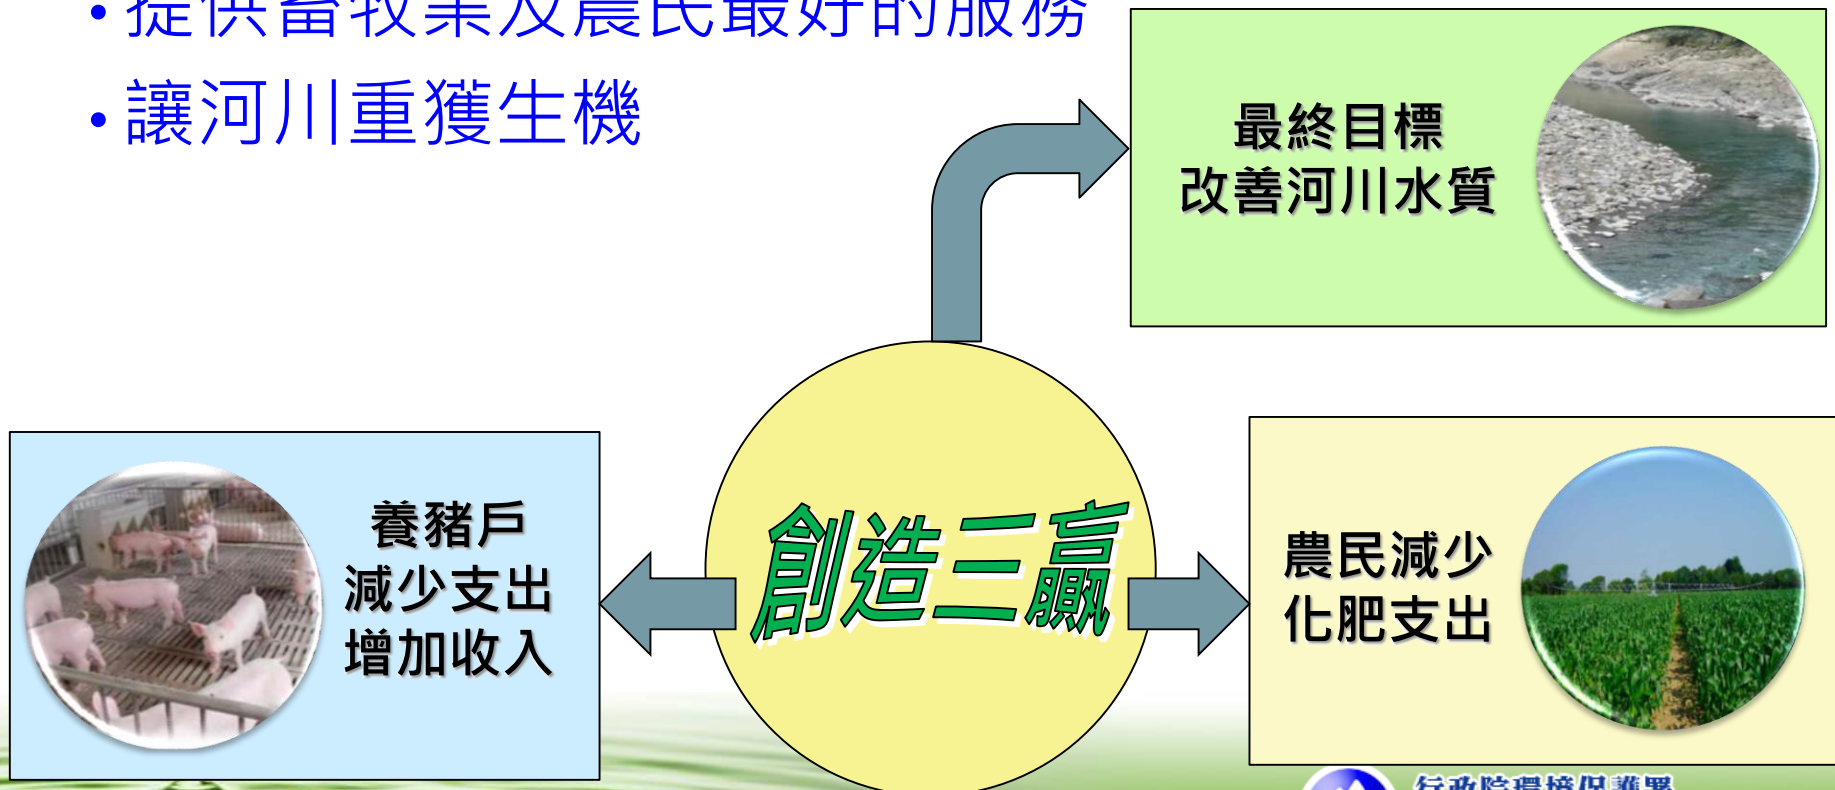 • 提供畜牧業及農民最好的服務
• 讓河川重獲生機
最終目標
改善河川水質
養豬戶
減少支出
增加收入
創造三贏
農民減少
化肥支出
行政院環境保護署